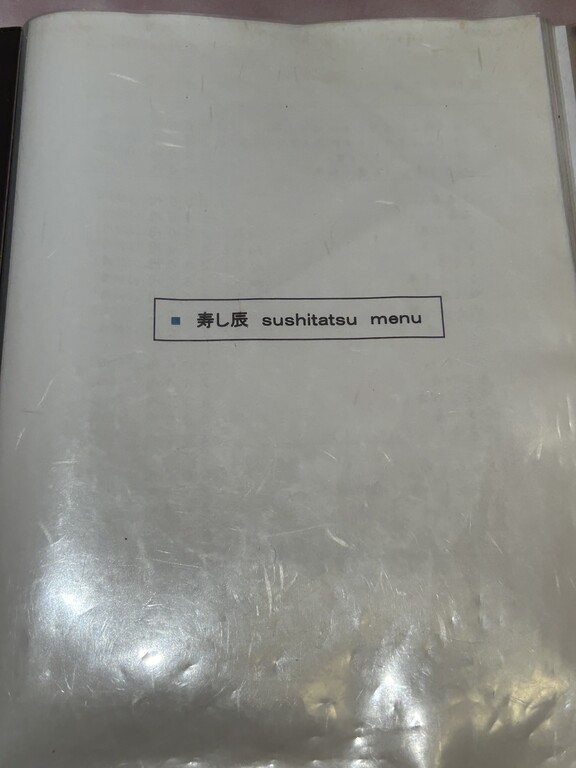 ■ 寿し辰 sushitatsu menu